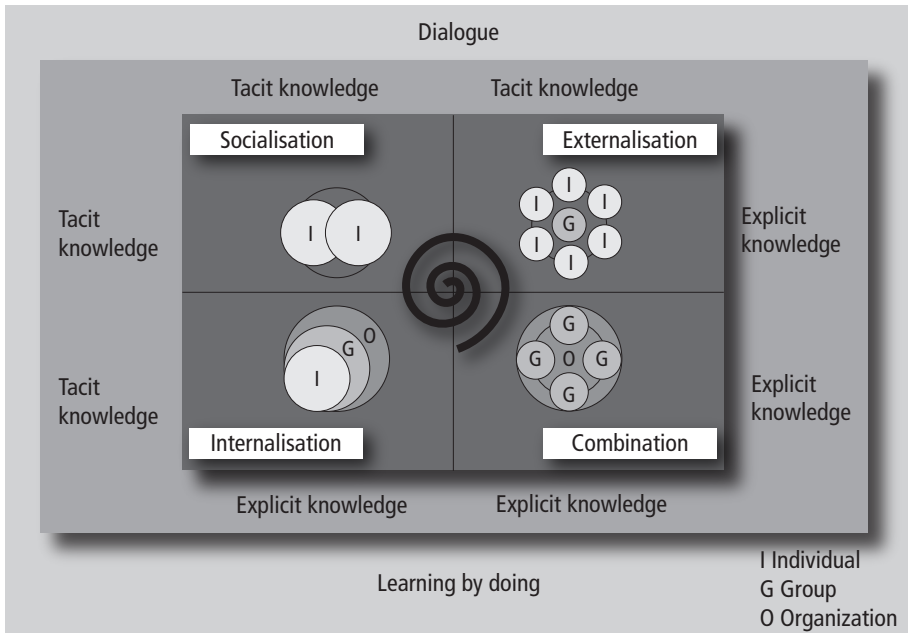 Dialogue
Tacit knowledge
Tacit knowledge
Socialisation
Externalisation
I
I
I
I
I
I
I
I
G
Tacit
knowledge
Explicit
knowledge
O
G
I
G
G
O
G
G
Tacit
knowledge
Explicit
knowledge
Internalisation
Combination
Explicit knowledge
Explicit knowledge
Learning by doing
I Individual
G Group
O Organization